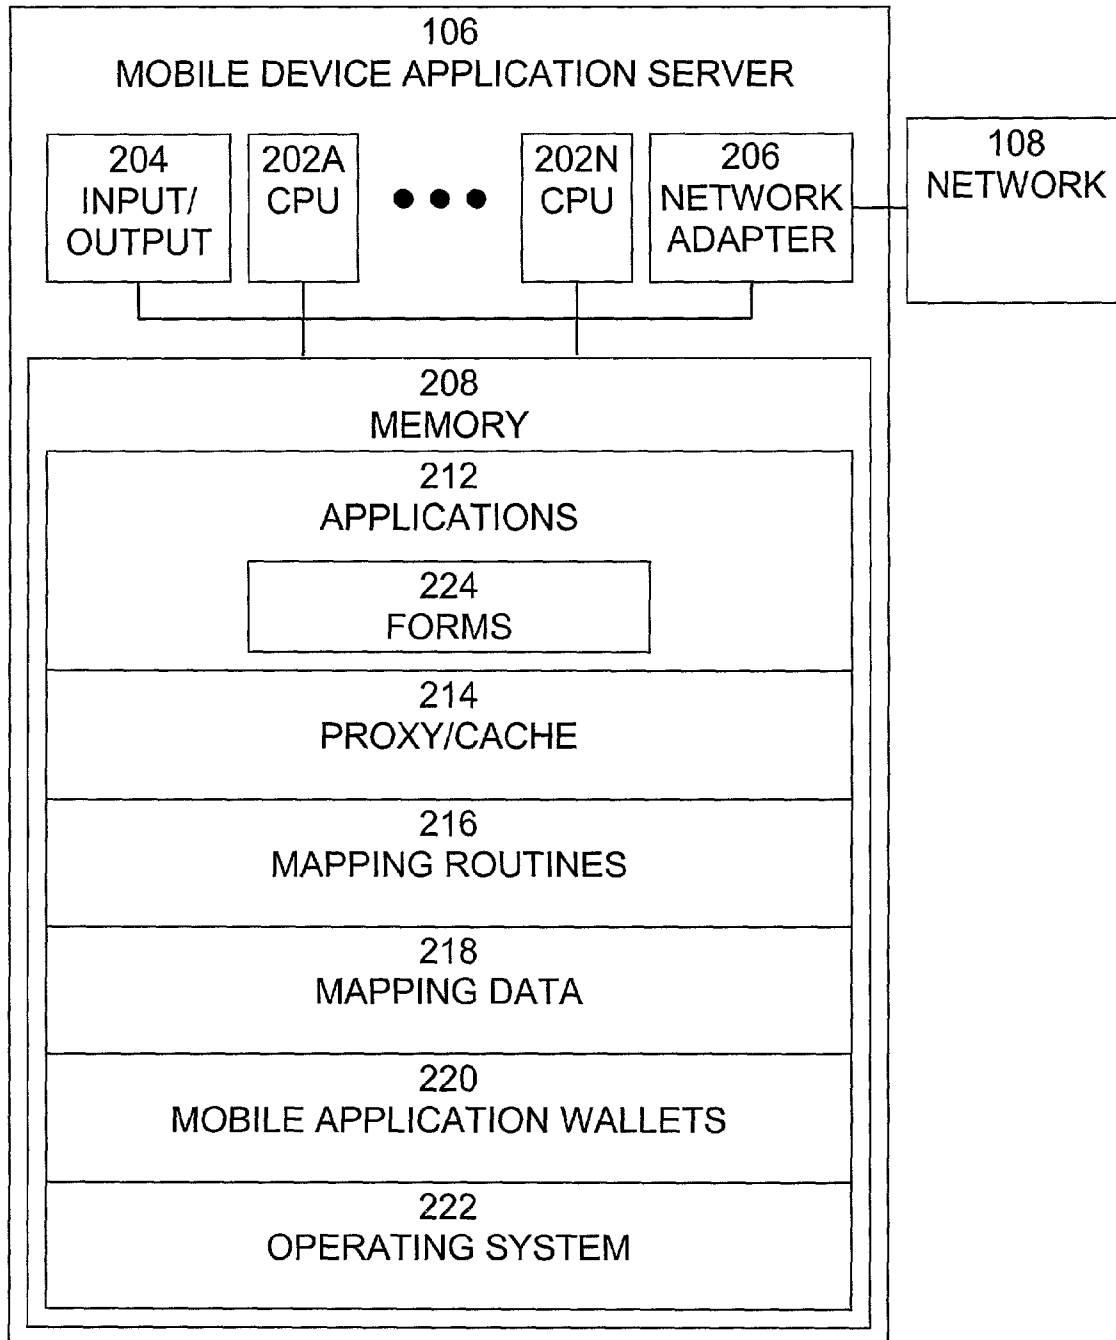 106
MOBILE DEVICE APPLICATION SERVER
204
INPUT/
OUTPUT
202A
CPU
202N
CPU
206
NETWORK
ADAPTER
108
NETWORK
208
MEMORY
212
APPLICATIONS
224
FORMS
214
PROXY/CACHE
216
MAPPING ROUTINES
218
MAPPING DATA
220
MOBILE APPLICATION WALLETS
222
OPERATING SYSTEM